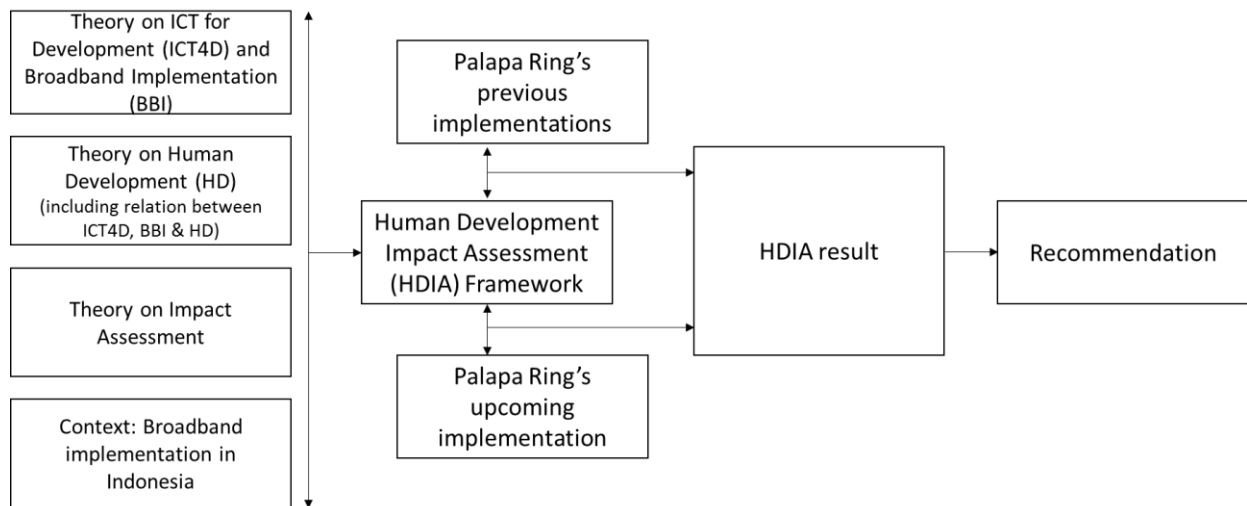 Theory on ICT for
Development (ICT4D) and
Broadband Implementation
(BBI)
Theory on Human
Development (HD)
(including relation between
ICT4D, BBI & HD)
Theory on Impact
Assessment
Context: Broadband
implementation in
Indonesia
Palapa Ring’s
previous
implementations
Human Development
Impact Assessment
(HDIA) Framework
Palapa Ring’s
upcoming
implementation
HDIA result
Recommendation